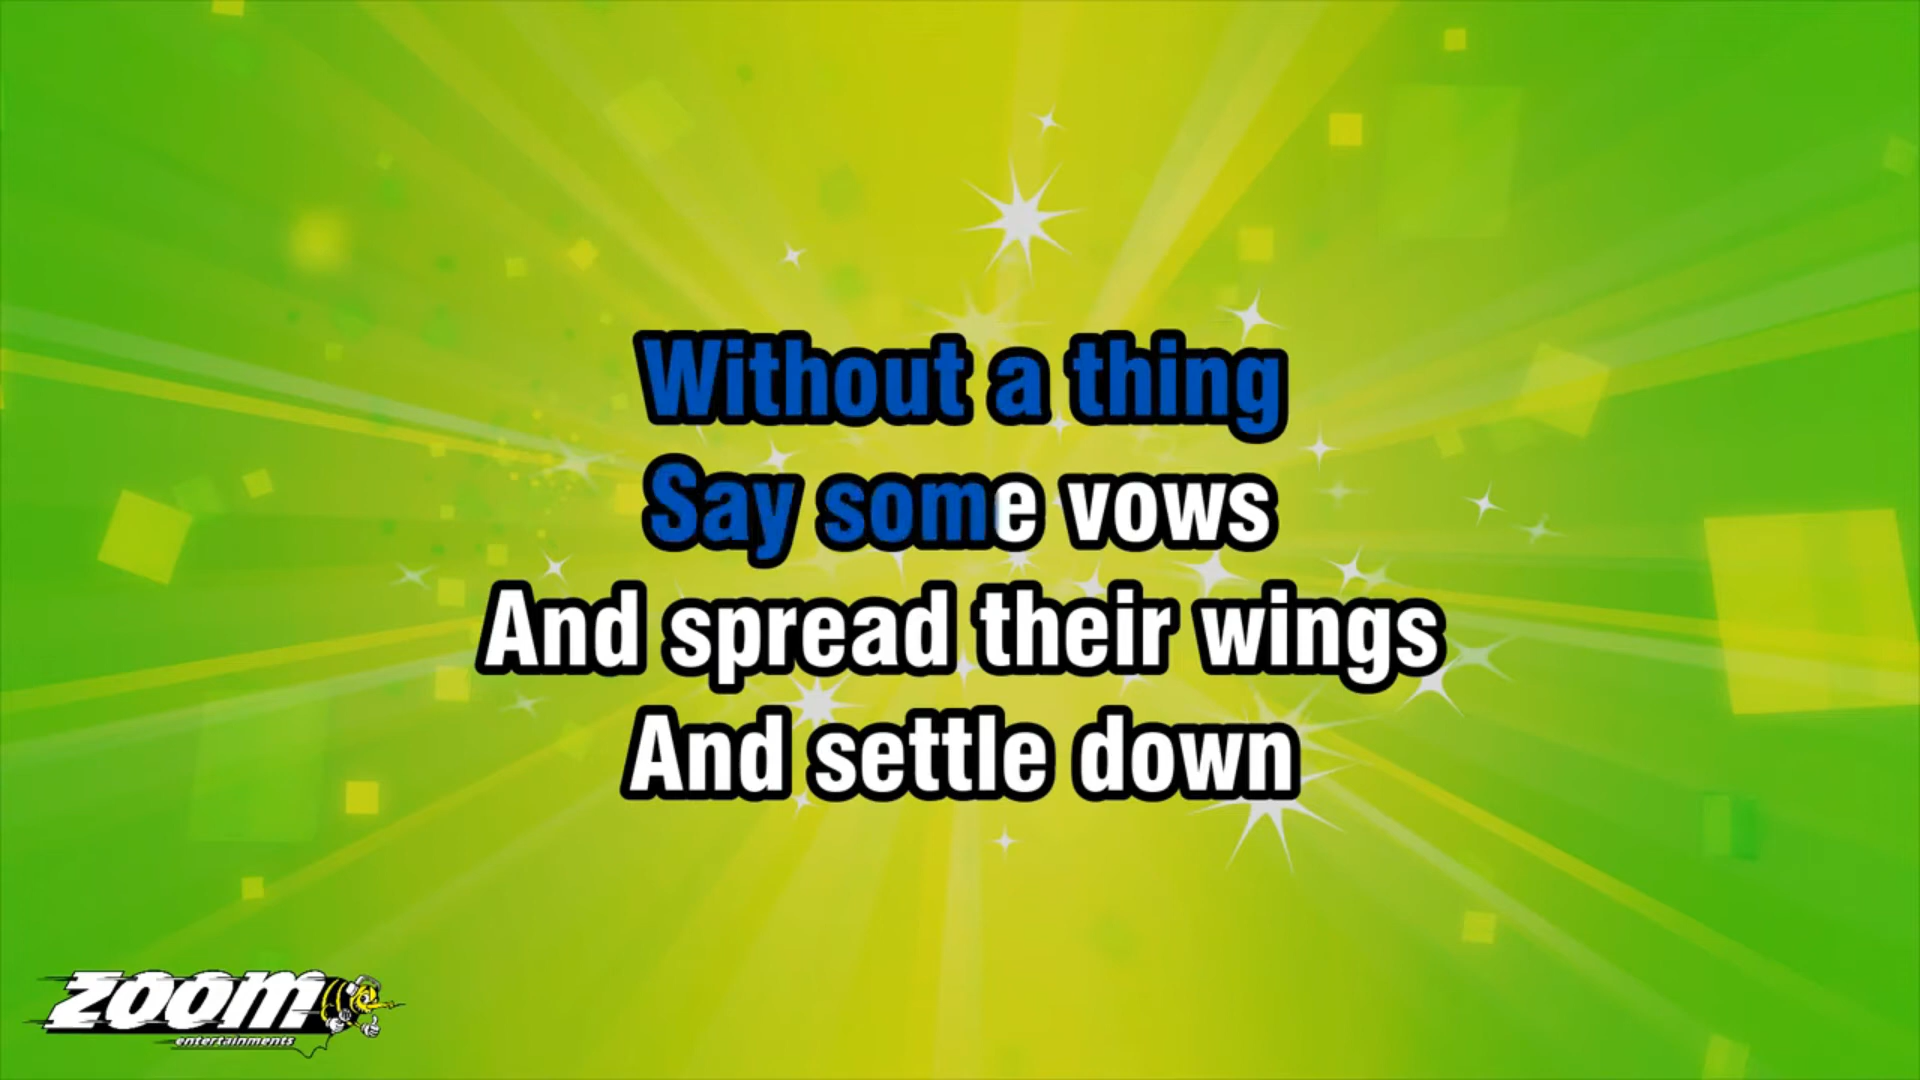 Without a thing
Say some vows
And spread their wings
And settle down
ZOOM
entertainments